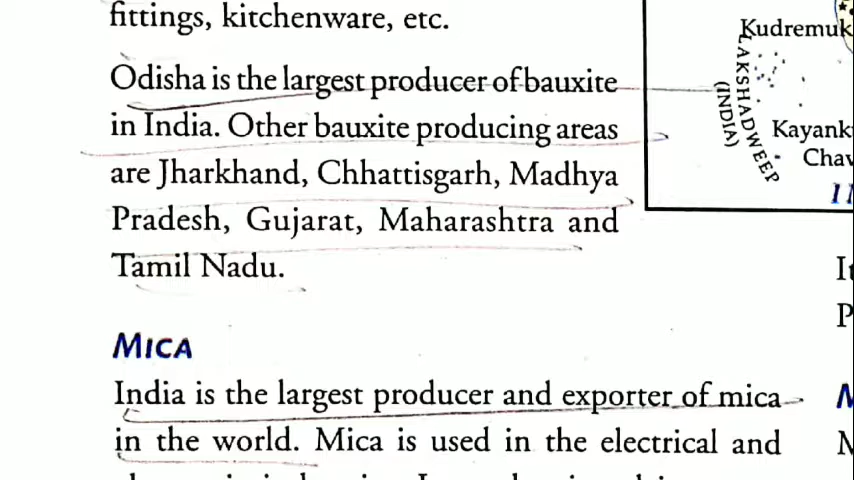 fittings, kitchenware, etc.
Odisha is the largest producer of bauxite
in India. Other bauxite producing areas
are Jharkhand, Chhattisgarh, Madhya
Pradesh, Gujarat, Maharashtra and
Tamil Nadu.
MICA
India is the largest producer and exporter of mica
in the world. Mica is used in the electrical and
Kudremuk
LAKSHADWEEP
(INDIA)
Kayank
Chav